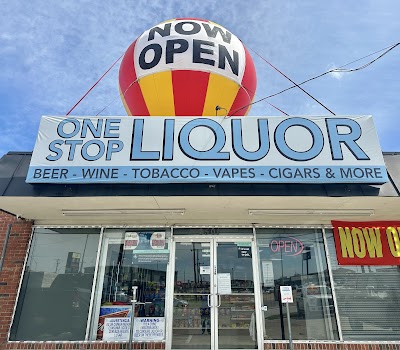 NOW
OPEN
ONE
STOP
LIQUOR
BEER - WINE - TOBACCO - VAPES - CIGARS & MORE
OPEN
NOW O
WARNING